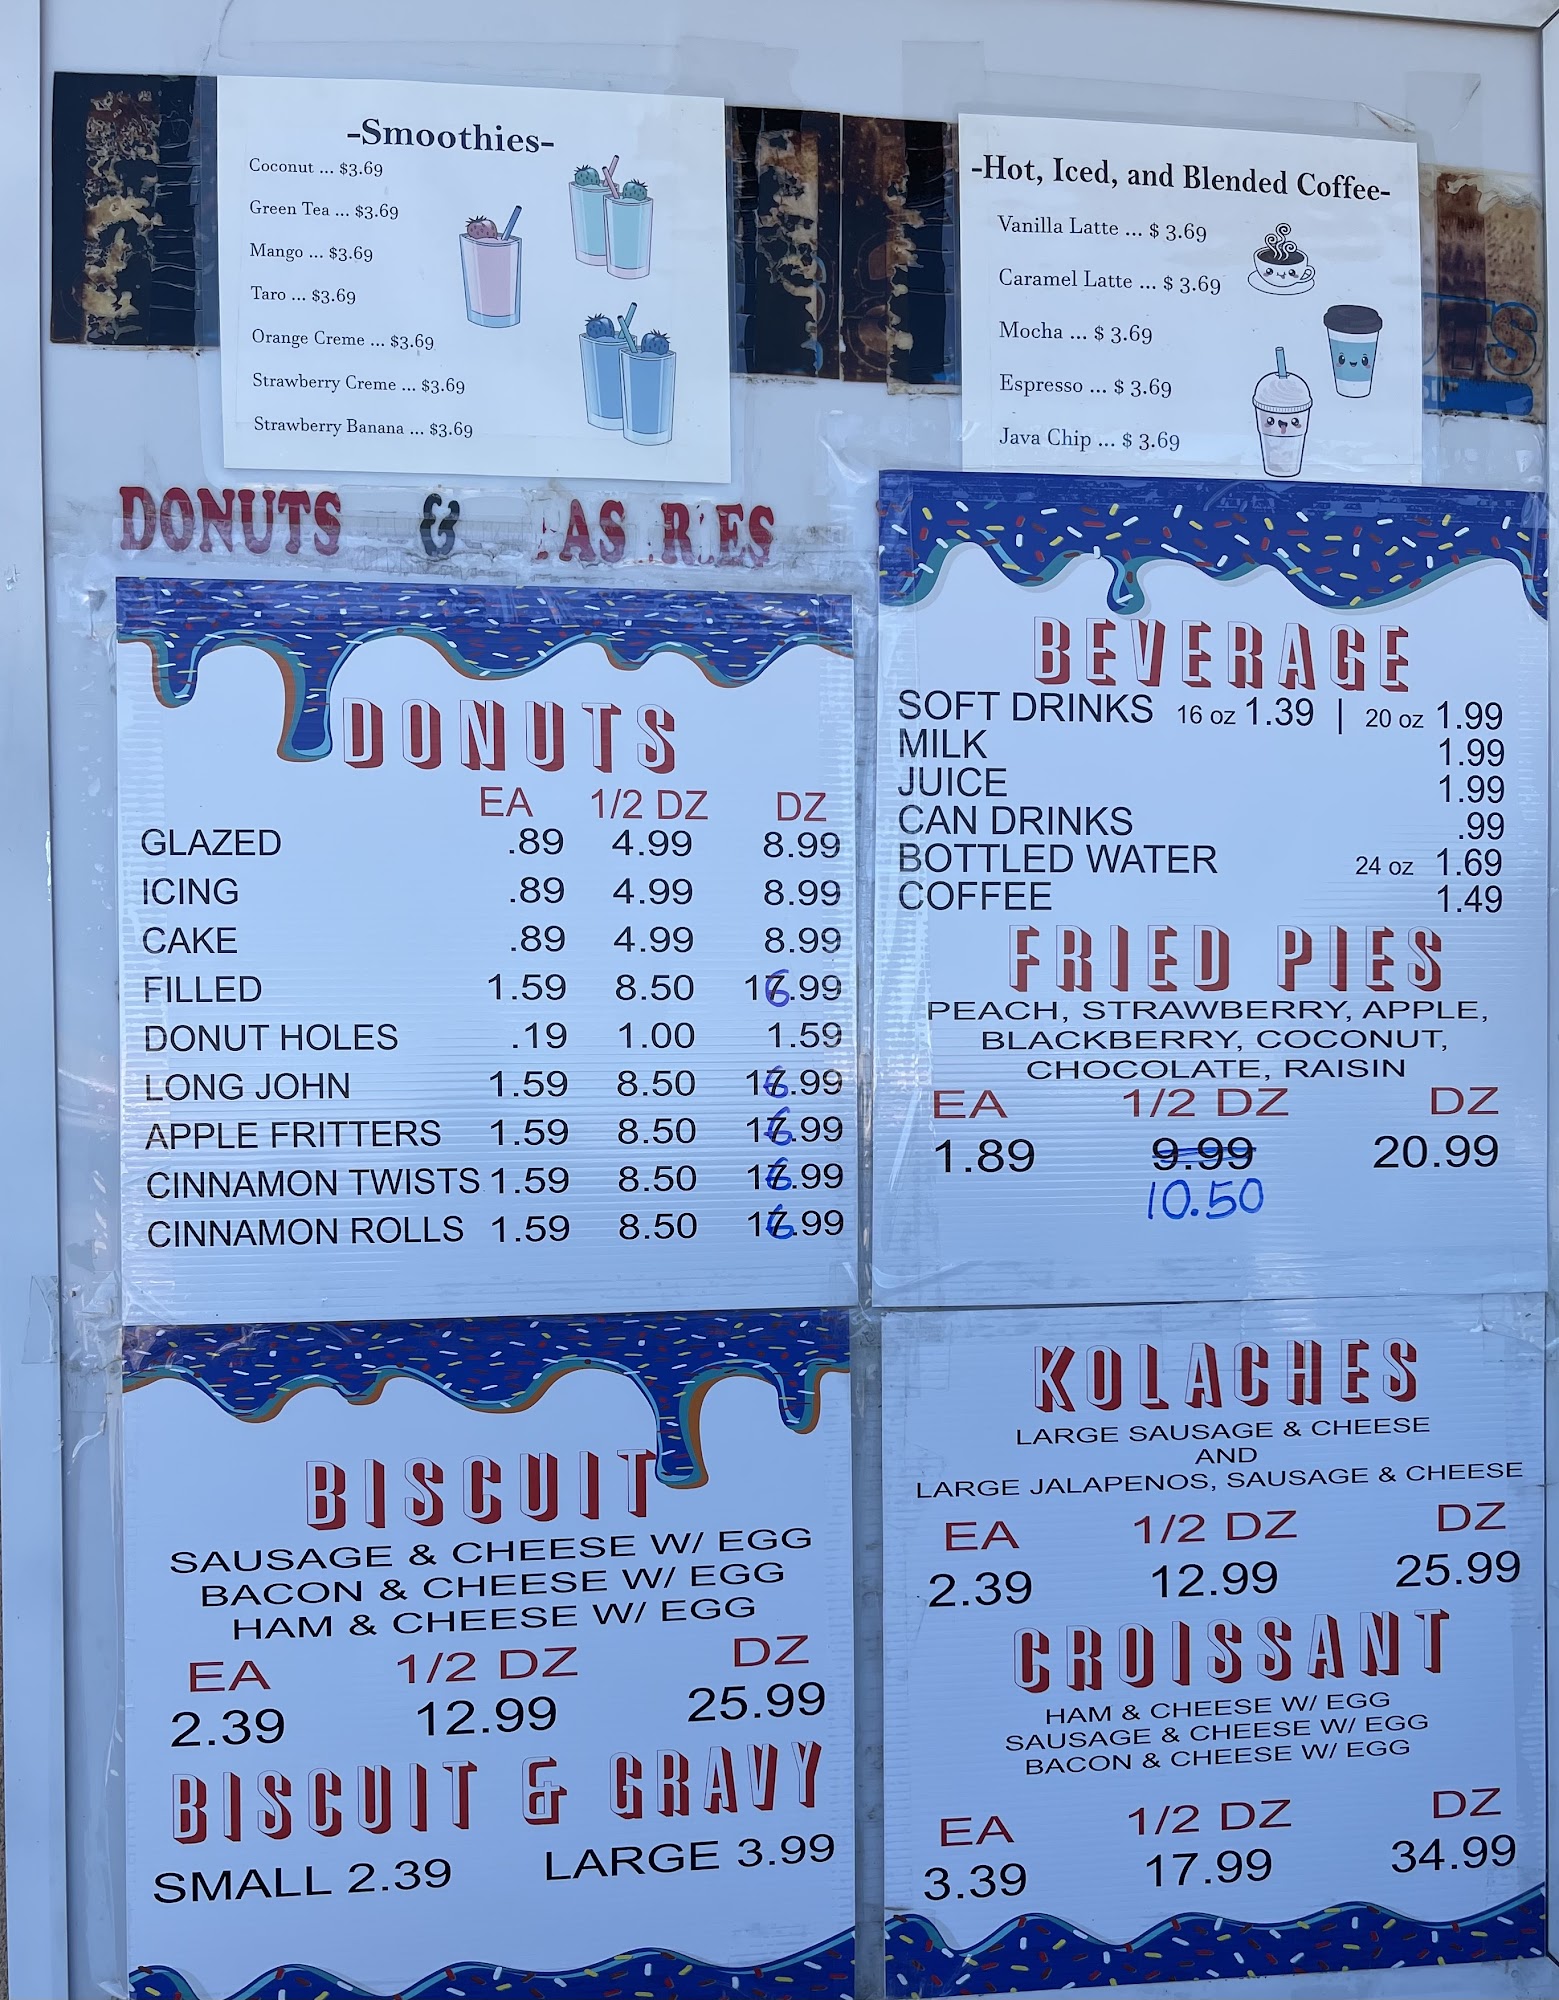 -Smoothies-
Coconut ... $3.69
Green Tea ... $3.69
Mango ... $3.69
Taro ... $3.69
Orange Creme ... $3.69
Strawberry Creme ... $3.69
Strawberry Banana ... $3.69
-Hot, Iced, and Blended Coffee-
Vanilla Latte ... $ 3.69
Caramel Latte ... $ 3.69
Mocha ... $ 3.69
Espresso ... $ 3.69
Java Chip ... $ 3.69
DONUTS & AS R ES
DONUTS
EA 1/2 DZ DZ
GLAZED .89 4.99 8.99
ICING .89 4.99 8.99
CAKE .89 4.99 8.99
FILLED 1.59 8.50 16.99
DONUT HOLES .19 1.00 1.59
LONG JOHN 1.59 8.50 16.99
APPLE FRITTERS 1.59 8.50 16.99
CINNAMON TWISTS 1.59 8.50 16.99
CINNAMON ROLLS 1.59 8.50 16.99
BEVERAGE
SOFT DRINKS 16 oz 1.39 | 20 oz 1.99
MILK 1.99
JUICE 1.99
CAN DRINKS .99
BOTTLED WATER 24 oz 1.69
COFFEE 1.49
FRIED PIES
PEACH, STRAWBERRY, APPLE,
BLACKBERRY, COCONUT,
CHOCOLATE, RAISIN
EA 1/2 DZ DZ
1.89 9.99 20.99
10.50
BISCUIT
SAUSAGE & CHEESE W/ EGG
BACON & CHEESE W/ EGG
HAM & CHEESE W/ EGG
EA 1/2 DZ DZ
2.39 12.99 25.99
BISCUIT & GRAVY
SMALL 2.39 LARGE 3.99
KOLACHES
LARGE SAUSAGE & CHEESE
AND
LARGE JALAPENOS, SAUSAGE & CHEESE
EA 1/2 DZ DZ
2.39 12.99 25.99
CROISSANT
HAM & CHEESE W/ EGG
SAUSAGE & CHEESE W/ EGG
BACON & CHEESE W/ EGG
EA 1/2 DZ DZ
3.39 17.99 34.99